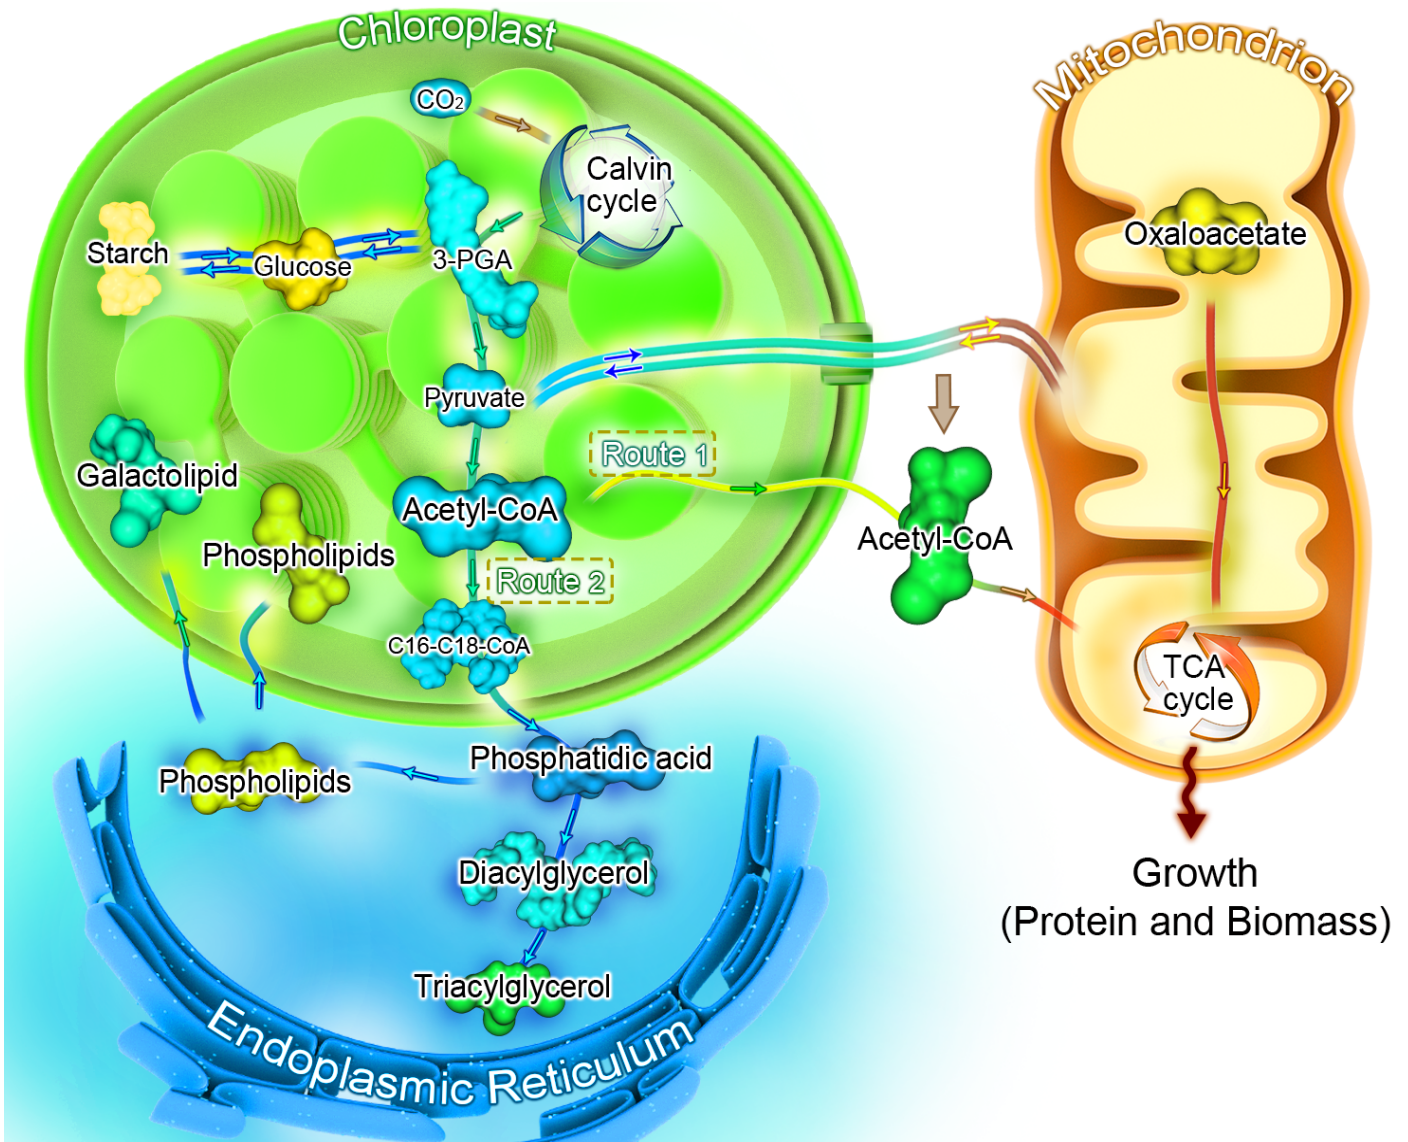 Chloroplast
Mitochondrion
CO₂
Calvin
cycle
Starch
Glucose
3-PGA
Oxaloacetate
Pyruvate
Route 1
Galactolipid
Acetyl-CoA
Phospholipids
Acetyl-CoA
Route 2
C16-C18-CoA
TCA
cycle
Phosphatidic acid
Phospholipids
Diacylglycerol
Growth
(Protein and Biomass)
Triacylglycerol
Endoplasmic Reticulum